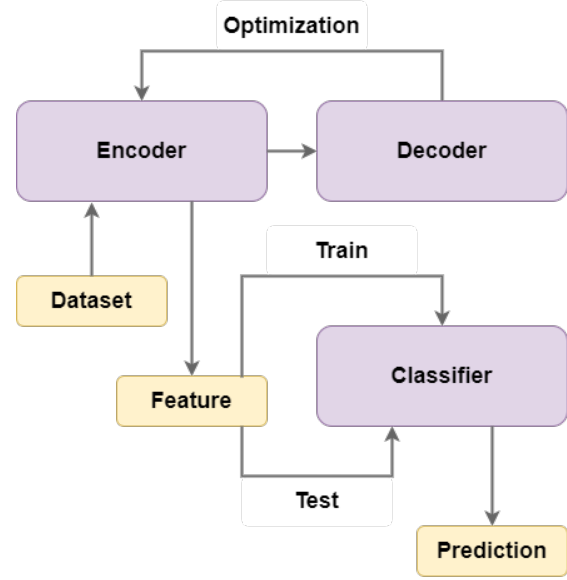 Optimization
Encoder
Decoder
Train
Dataset
Classifier
Feature
Test
Prediction